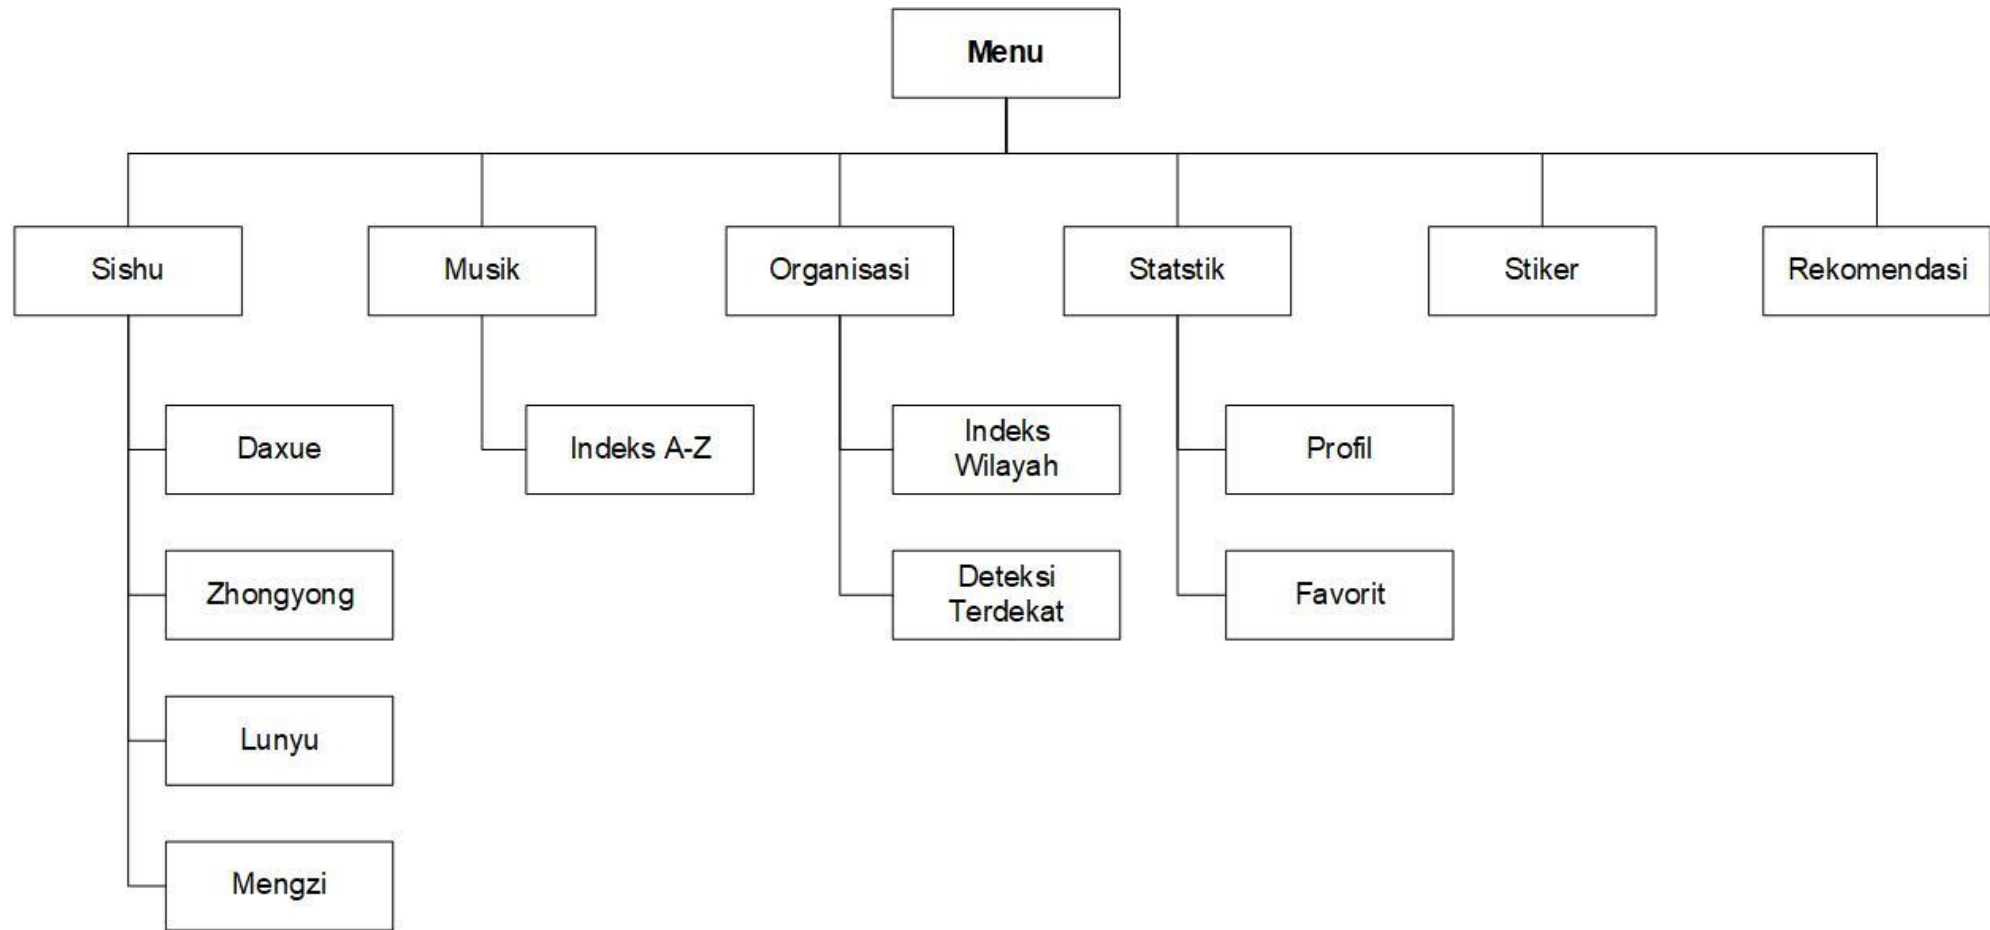 Menu
Sishu
Musik
Organisasi
Statstik
Stiker
Rekomendasi
Daxue
Indeks A-Z
Indeks
Wilayah
Profil
Zhongyong
Deteksi
Terdekat
Favorit
Lunyu
Mengzi